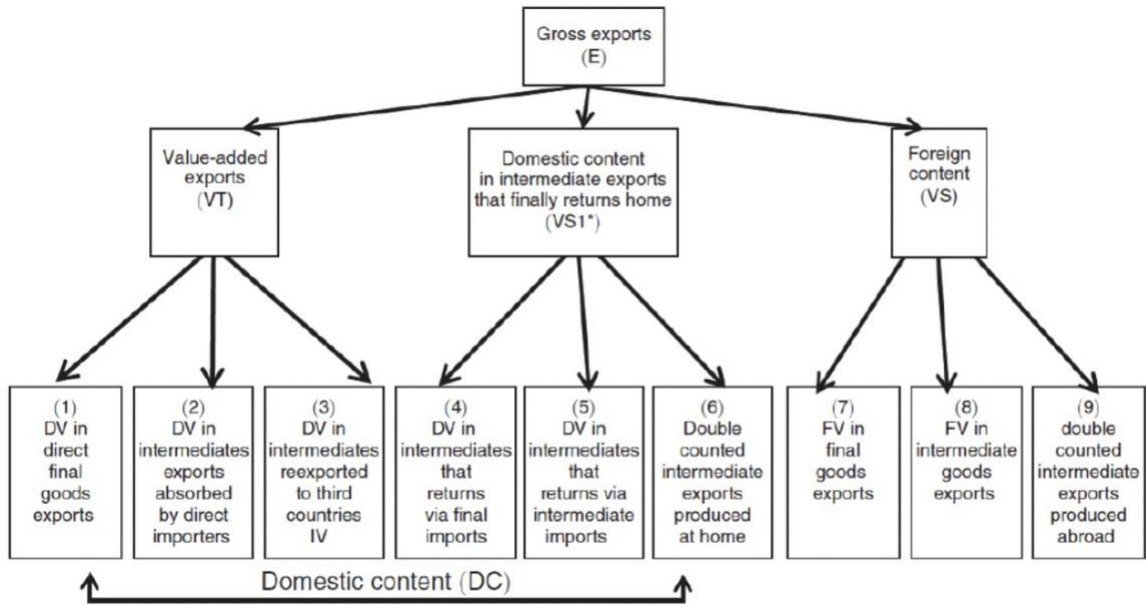 Gross exports
(E)
Value-added
exports
(VT)
Domestic content
in intermediate exports
that finally returns home
(VS1*)
Foreign
content
(VS)
(1)
DV in
direct
final
goods
exports
(2)
DV in
intermediates
exports
absorbed
by direct
importers
(3)
DV in
intermediates
reexported
to third
countries
IV
(4)
DV in
intermediates
that
returns
via final
imports
(5)
DV in
intermediates
that
returns via
intermediate
imports
(6)
Double
counted
intermediate
exports
produced
at home
(7)
FV in
final
goods
exports
(8)
FV in
intermediate
goods
exports
(9)
double
counted
intermediate
exports
produced
abroad
Domestic content (DC)